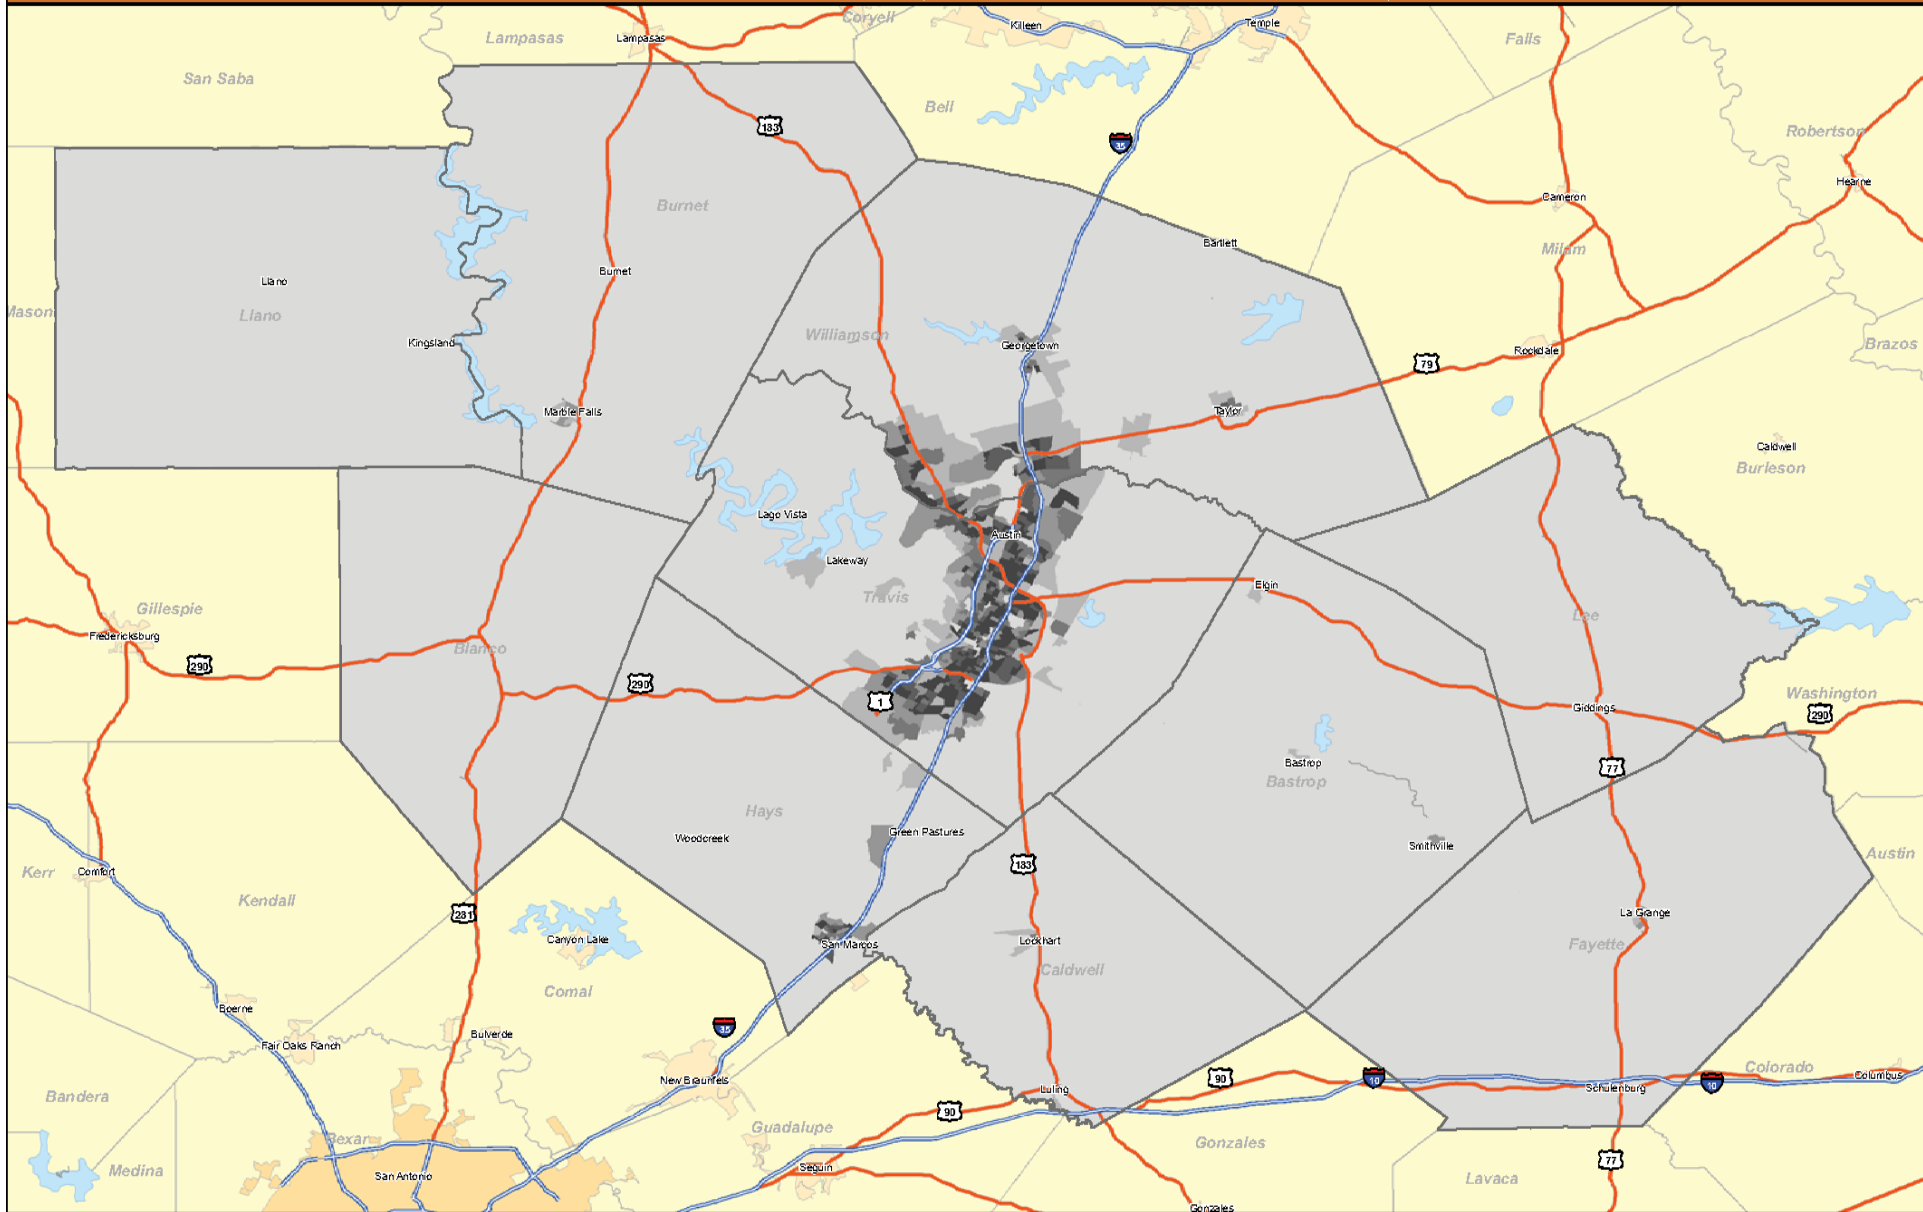 Coryell
Killeen
Temple
Lampasas
Lampasas
Falls
San Saba
Bell
183
35
Robertson
Hearne
Cameron
Burnet
Bartlett
Milam
Burnet
Llano
Llano
Mason
Williamson
Kingsland
Georgetown
Rockdale
Brazos
79
Marble Falls
Taylor
Caldwell
Burleson
Lago Vista
Austin
Lakeway
Elgin
Travis
Gillespie
Lee
Fredericksburg
Blanco
290
290
1
Washington
290
Giddings
77
Bastrop
Bastrop
Hays
Woodcreek
Green Pastures
Smithville
Austin
183
Kerr
Comfort
Kendall
281
La Grange
Canyon Lake
San Marcos
Lockhart
Fayette
Caldwell
Comal
Boerne
35
Bulverde
Fair Oaks Ranch
New Braunfels
90
10
Colorado
Columbus
Luling
Schulenburg
10
Bandera
90
Guadalupe
Bexar
Gonzales
Medina
San Antonio
Seguin
77
Lavaca
Gonzales